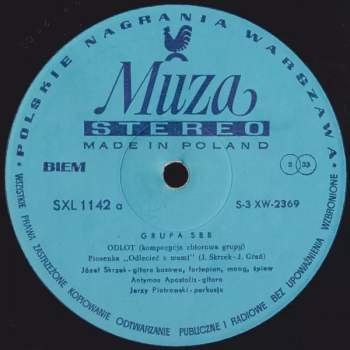 • POLSKIE NAGRANIA WARSZAWA •
Muza
STEREO
MADE IN POLAND
BIEM
S 33
SXL 1142 a
S-3 XW-2369
GRUPA SBB
ODLOT (kompozycja zbiorowa grupy)
Piosenka „Odlecieć z wami" (J. Skrzek - J. Grad)
Józef Skrzek - gitara basowa, fortepian, moog, śpiew
Antymos Apostolis - gitara
Jerzy Piotrowski - perkusja
WSZYSTKIE PRAWA ZASTRZEŻONE KOPIOWANIE ODTWARZANIE PUBLICZNE I RADIOWE BEZ UPOWAŻNIENIA WZBRONIONE